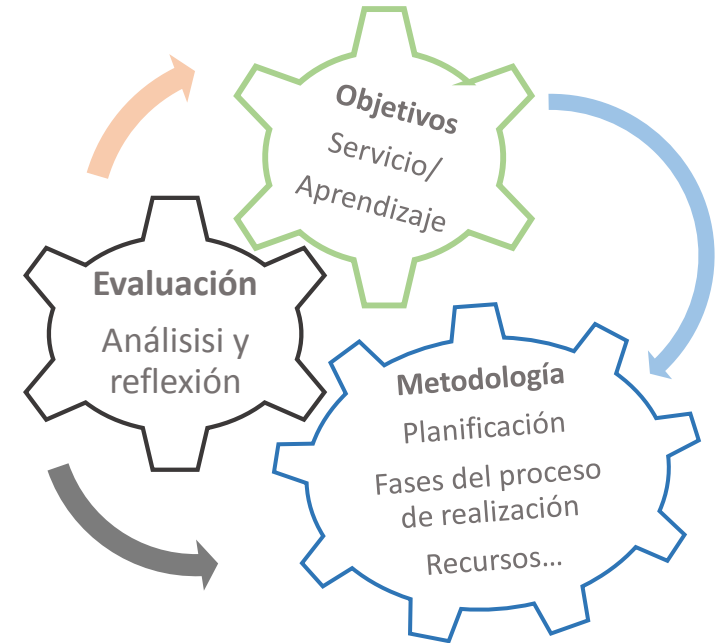 Objetivos
Servicio/
Aprendizaje
Evaluación
Análisisi y
reflexión
Metodología
Planificación
Fases del proceso
de realización
Recursos...